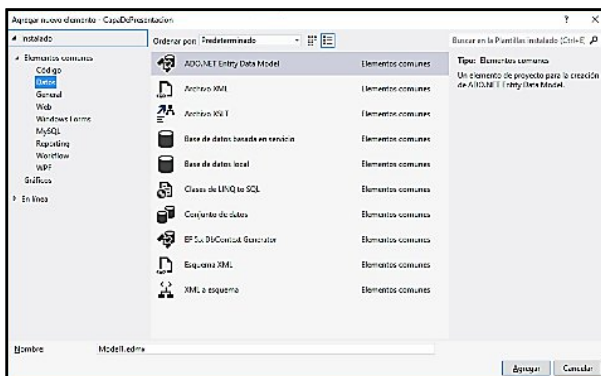 Agregar nuevo elemento - CapaDePresentacion
? X
Instalado
Ordenar por: Predeterminado
Buscar en la Plantillas instalado (Ctrl+E)
Elementos comunes
Código
Datos
General
Web
Windows Forms
MySQL
Reporting
Workflow
WPF
Gráficos
En línea
ADO.NET Entity Data Model Elementos comunes
Archivo XML Elementos comunes
Archivo XSLT Elementos comunes
Base de datos basada en servicio Elementos comunes
Base de datos local Elementos comunes
Clases de LINQ to SQL Elementos comunes
Conjunto de datos Elementos comunes
EF 5.x DbContext Generator Elementos comunes
Esquema XML Elementos comunes
XML a esquema Elementos comunes
Tipo: Elementos comunes
Un elemento de proyecto para la creación
de ADO.NET Entity Data Model.
Nombre: Model1.edmx
Agregar Cancelar